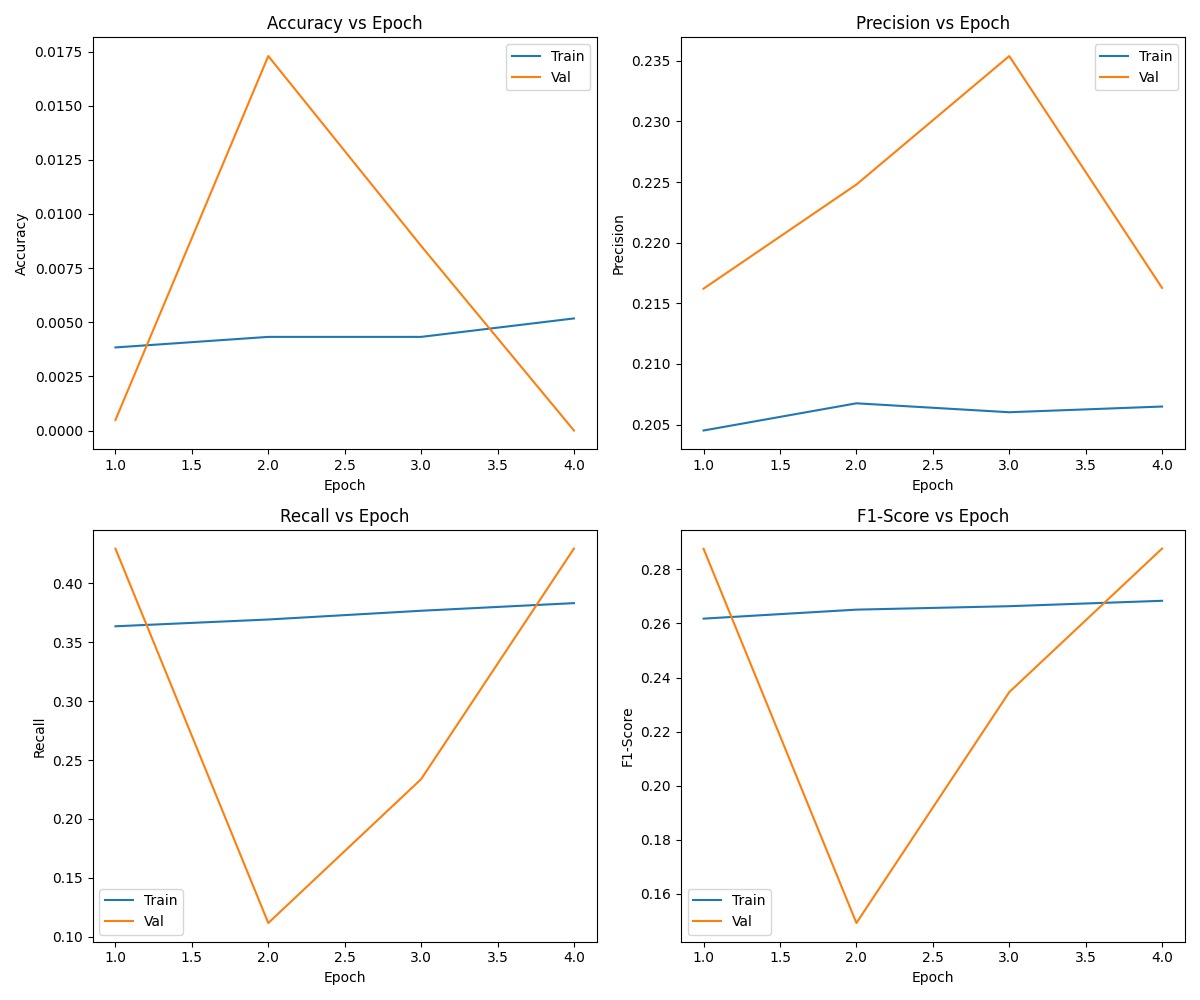 Accuracy vs Epoch
Train
Val
0.0175
0.0150
0.0125
0.0100
0.0075
0.0050
0.0025
0.0000
Accuracy
1.0 1.5 2.0 2.5 3.0 3.5 4.0
Epoch
Precision vs Epoch
Train
Val
0.235
0.230
0.225
0.220
0.215
0.210
0.205
Precision
1.0 1.5 2.0 2.5 3.0 3.5 4.0
Epoch
Recall vs Epoch
0.40
0.35
0.30
0.25
0.20
0.15
0.10
Recall
Train
Val
1.0 1.5 2.0 2.5 3.0 3.5 4.0
Epoch
F1-Score vs Epoch
0.28
0.26
0.24
0.22
0.20
0.18
0.16
F1-Score
Train
Val
1.0 1.5 2.0 2.5 3.0 3.5 4.0
Epoch